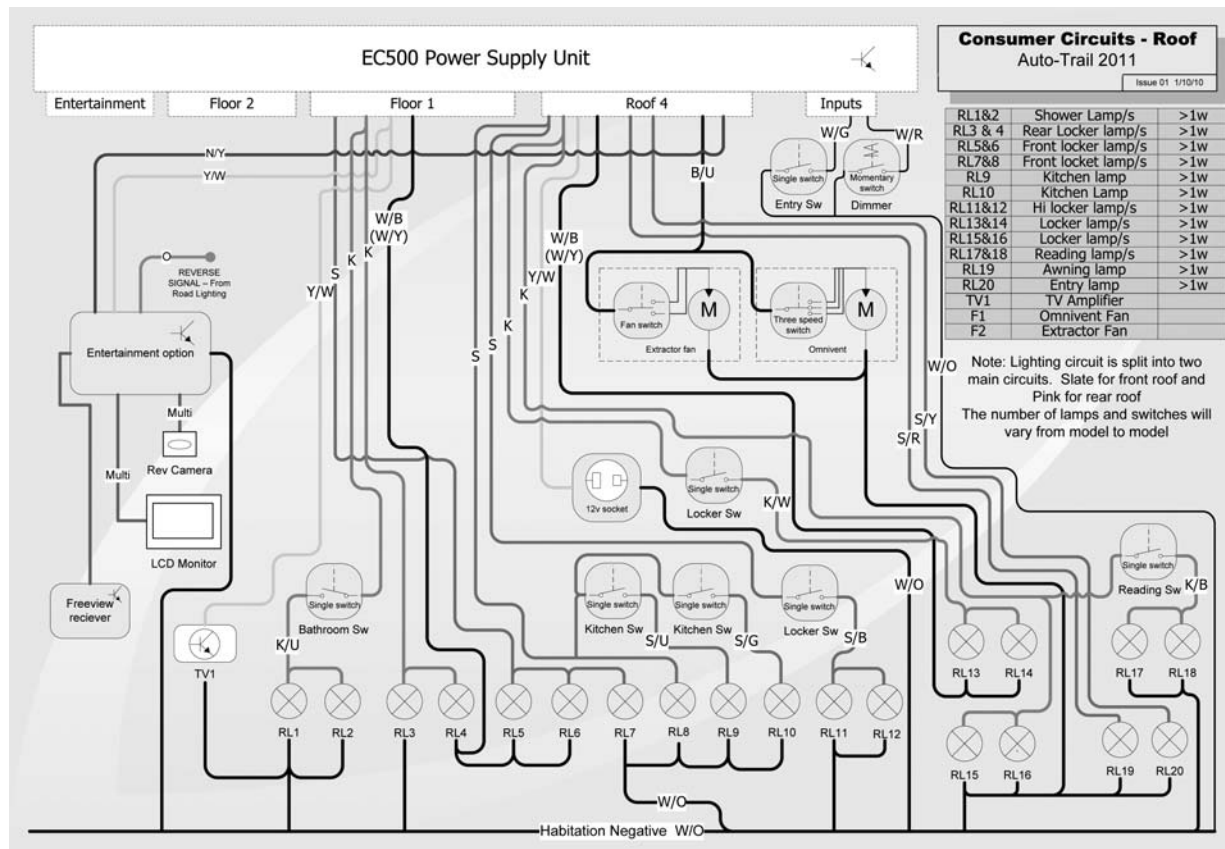 EC500 Power Supply Unit
Entertainment
Floor 2
Floor 1
Roof 4
Inputs
Consumer Circuits - Roof
Auto-Trail 2011
Issue 01 1/10/10
RL1&2 Shower Lamp/s >1w
RL3 & 4 Rear Locker lamp/s >1w
RL5&6 Front locker lamp/s >1w
RL7&8 Front locket lamp/s >1w
RL9 Kitchen lamp >1w
RL10 Kitchen Lamp >1w
RL11&12 Hi locker lamp/s >1w
RL13&14 Locker lamp/s >1w
RL15&16 Locker lamp/s >1w
RL17&18 Reading lamp/s >1w
RL19 Awning lamp >1w
RL20 Entry lamp >1w
TV1 TV Amplifier
F1 Omnivent Fan
F2 Extractor Fan
Note: Lighting circuit is split into two
main circuits. Slate for front roof and
Pink for rear roof
The number of lamps and switches will
vary from model to model
N/Y
Y/W
W/G
W/R
B/U
Single switch
Entry Sw
Momentary
switch
Dimmer
W/B
(W/Y)
W/B
(W/Y)
O
REVERSE
SIGNAL – From
Road Lighting
S
K
K
Y/W
Y/W
K
K
S
S
Fan switch
M
Extractor fan
Three speed
switch
M
Omnivent
Entertainment option
W/O
S/Y
S/R
Multi
Rev Camera
Multi
LCD Monitor
12v socket
Single switch
Locker Sw
K/W
W/O
Single switch
Reading Sw
K/B
Freeview
reciever
Single switch
Bathroom Sw
K/U
Single switch
Kitchen Sw
S/U
Single switch
Kitchen Sw
S/G
Single switch
Locker Sw
S/B
TV1
RL13
RL14
RL17
RL18
RL1
RL2
RL3
RL4
RL5
RL6
RL7
RL8
RL9
RL10
RL11
RL12
RL15
RL16
RL19
RL20
W/O
Habitation Negative W/O